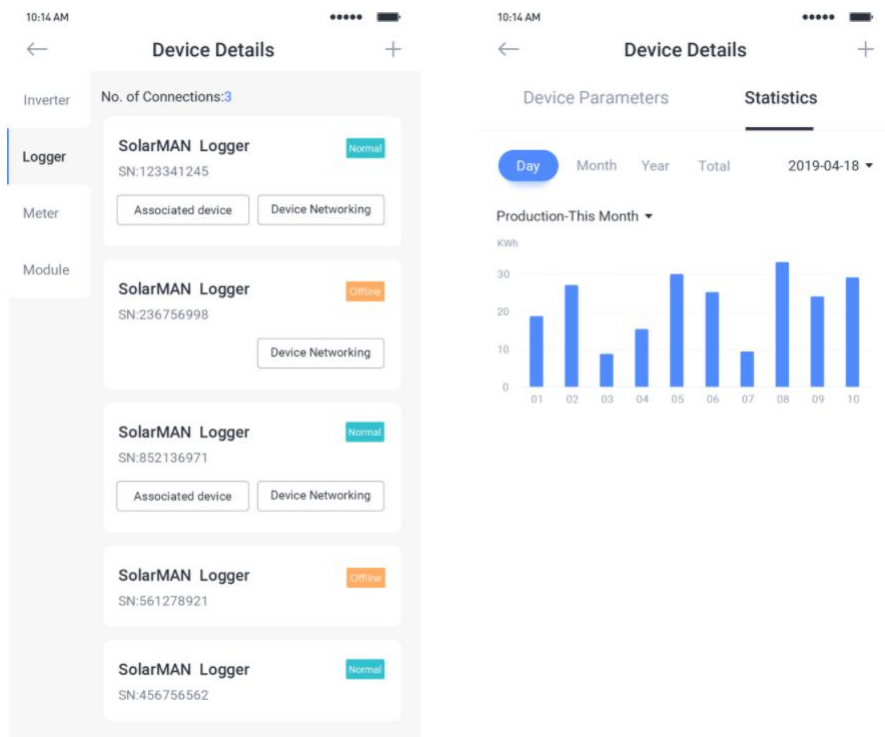 10:14 AM
Device Details
Inverter
Logger
Meter
Module
No. of Connections:3
SolarMAN Logger
Normal
SN:123341245
Associated device
Device Networking
SolarMAN Logger
Offline
SN:236756998
Device Networking
SolarMAN Logger
Normal
SN:852136971
Associated device
Device Networking
SolarMAN Logger
Offline
SN:561278921
SolarMAN Logger
Normal
SN:456756562
10:14 AM
Device Details
Device Parameters
Statistics
Day Month Year Total 2019-04-18
Production-This Month
KWh
30
20
10
0
01 02 03 04 05 06 07 08 09 10